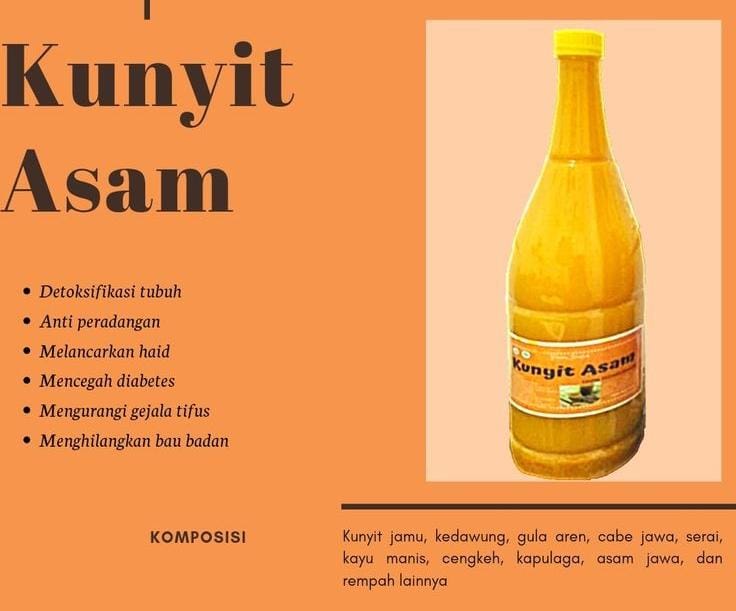 Kunyit
Asam
Detoksifikasi tubuh
Anti peradangan
Melancarkan haid
Mencegah diabetes
Mengurangi gejala tifus
Menghilangkan bau badan
Kunyit Asam
KOMPOSISI
Kunyit jamu, kedawung, gula aren, cabe jawa, serai,
kayu manis, cengkeh, kapulaga, asam jawa, dan
rempah lainnya